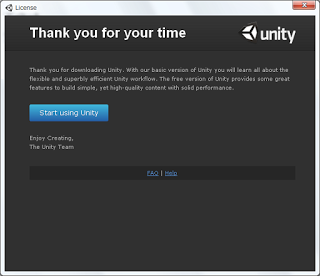 License
Thank you for your time
unity
Thank you for downloading Unity. With our basic version of Unity you will learn all about the
flexible and superbly efficient Unity workflow. The free version of Unity provides some great
features to build simple, yet high-quality content with solid performance.
Start using Unity
Enjoy Creating,
The Unity Team
FAQ | Help